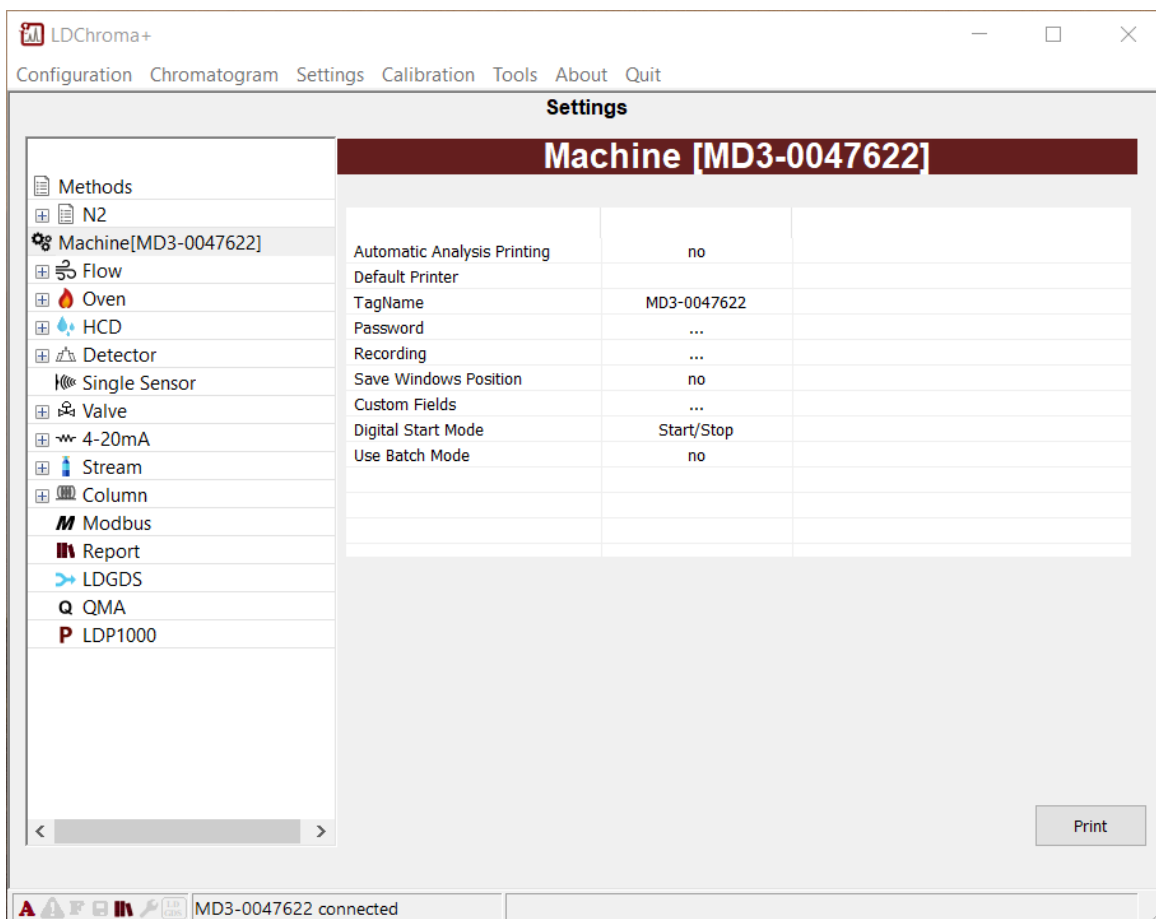 LDChroma+
Configuration Chromatogram Settings Calibration Tools About Quit
Settings
Methods
N2
Machine[MD3-0047622]
Flow
Oven
HCD
Detector
Single Sensor
Valve
4-20mA
Stream
Column
M Modbus
Report
LDGDS
Q QMA
P LDP1000
Machine [MD3-0047622]
Automatic Analysis Printing no
Default Printer
TagName MD3-0047622
Password ...
Recording ...
Save Windows Position no
Custom Fields ...
Digital Start Mode Start/Stop
Use Batch Mode no
Print
A F LD GDS MD3-0047622 connected